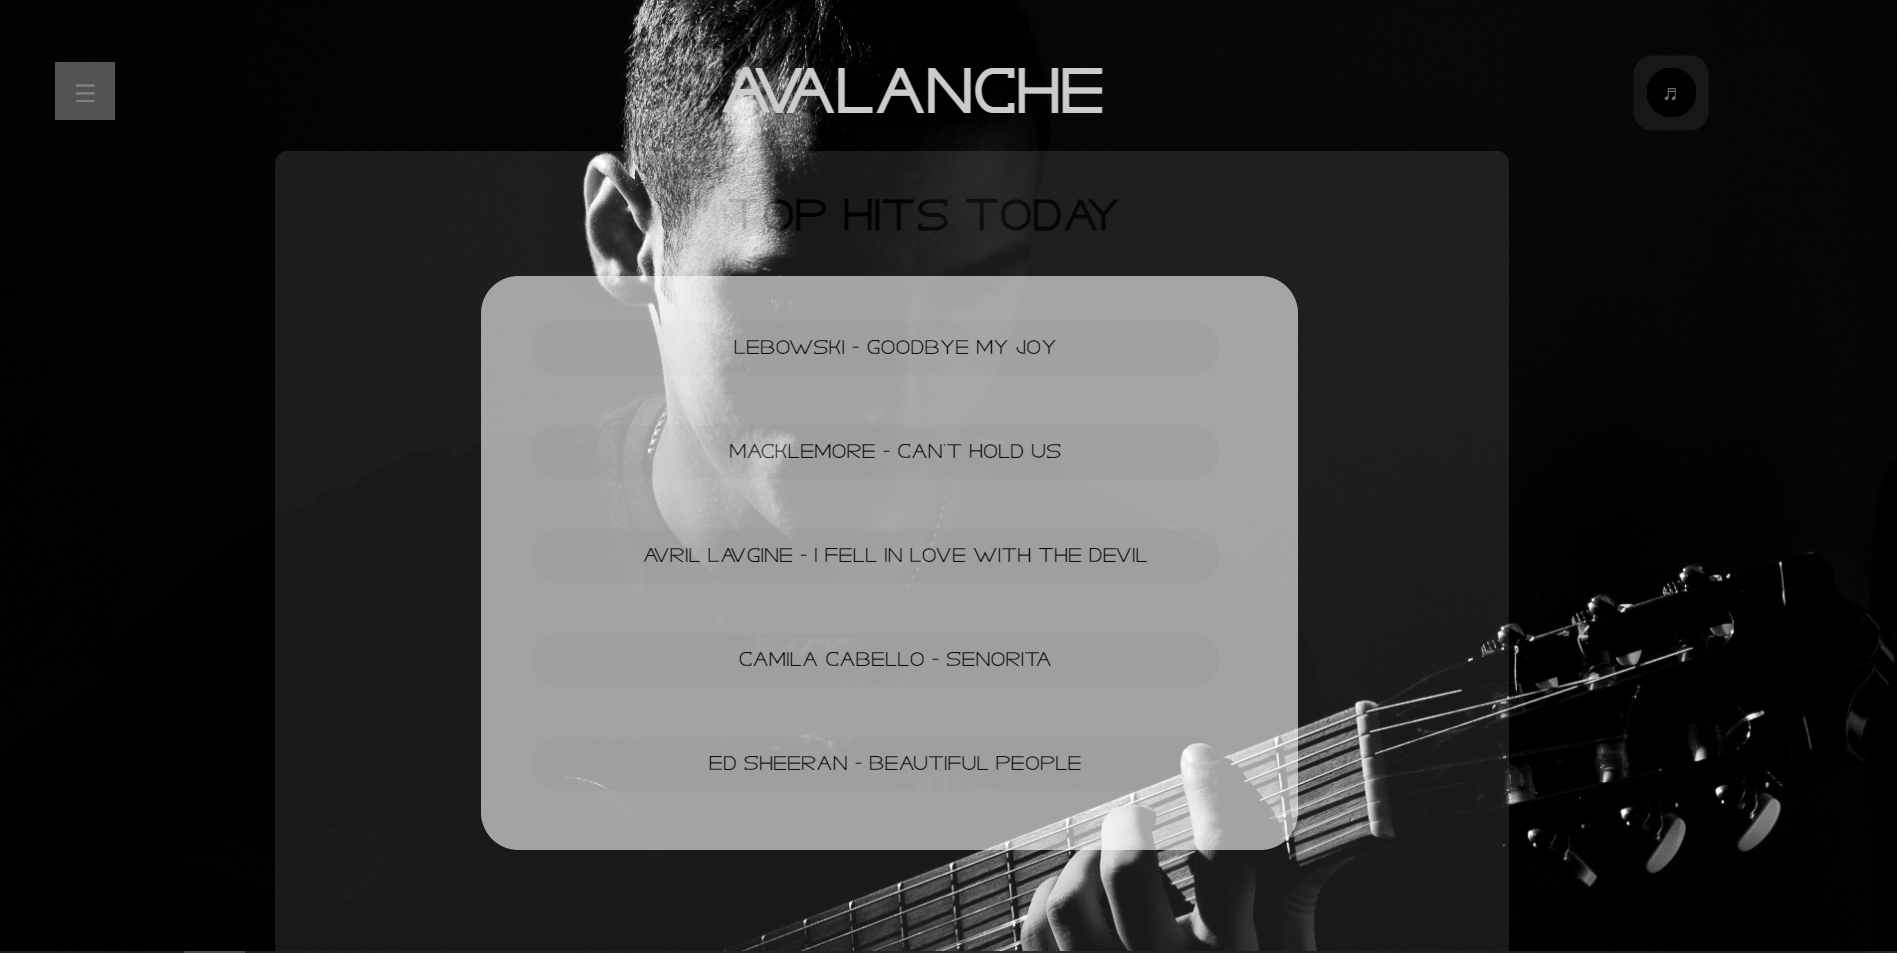 AVALANCHE
TOP HITS TODAY
LEBOWSKI - GOODBYE MY JOY
MACKLEMORE - CAN'T HOLD US
AVRIL LAVGINE - I FELL IN LOVE WITH THE DEVIL
CAMILA CABELLO - SENORITA
ED SHEERAN - BEAUTIFUL PEOPLE